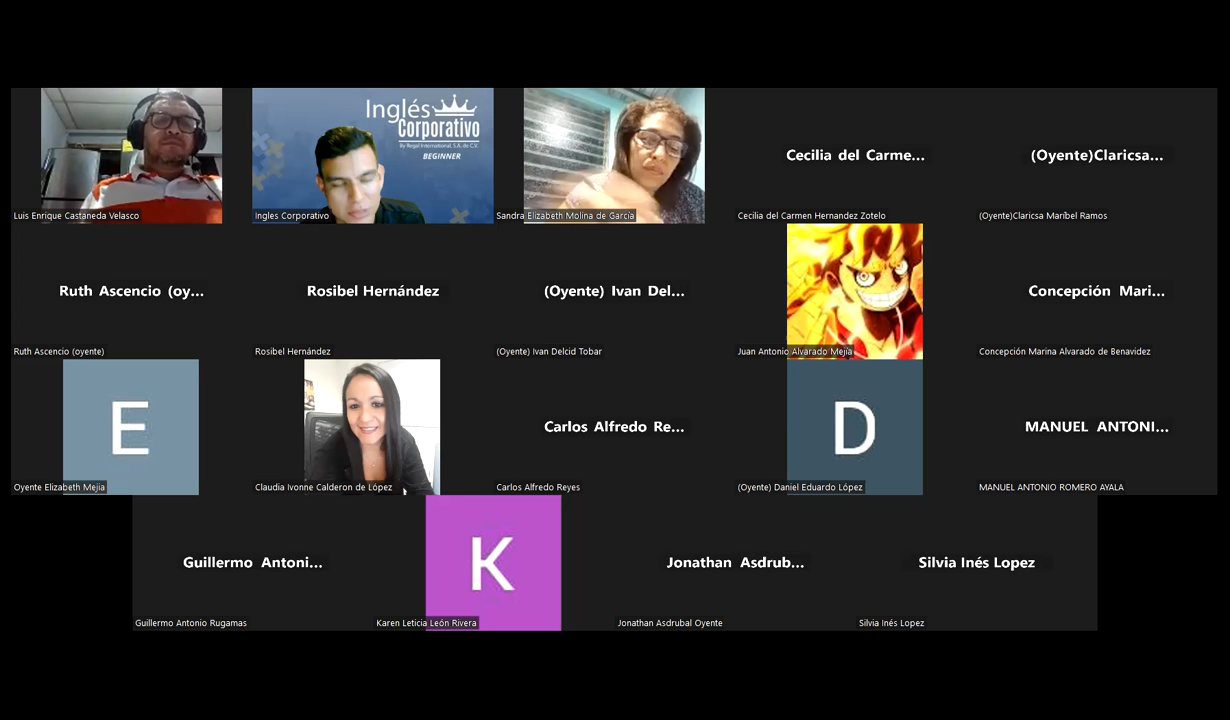 Inglés
Corporativo
By Regal International, S.A. de C.V.
BEGINNER
Luis Enrique Castaneda Velasco
Ingles Corporativo
Sandra Elizabeth Molina de García
Cecilia del Carme...
Cecilia del Carmen Hernandez Zotelo
(Oyente)Claricsa...
(Oyente)Claricsa Maríbel Ramos
Ruth Ascencio (oy...
Ruth Ascencio (oyente)
Rosibel Hernández
Rosibel Hernández
(Oyente) Ivan Del...
(Oyente) Ivan Delcid Tobar
Juan Antonio Alvarado Mejía
Concepción Mari...
Concepción Marina Alvarado de Benavidez
E
Oyente Elizabeth Mejia
Claudia Ivonne Calderon de López
Carlos Alfredo Re...
Carlos Alfredo Reyes
D
(Oyente) Daniel Eduardo López
MANUEL ANTONI...
MANUEL ANTONIO ROMERO AYALA
Guillermo Antoni...
Guillermo Antonio Rugamas
K
Karen Leticia León Rivera
Jonathan Asdrub...
Jonathan Asdrubal Oyente
Silvia Inés Lopez
Silvia Inés Lopez